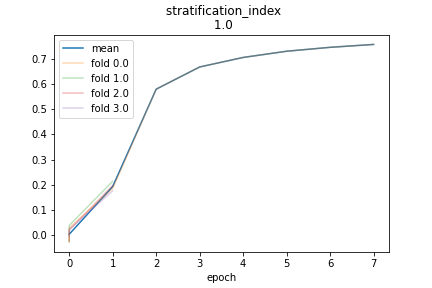 stratification_index
1.0
mean
fold 0.0
fold 1.0
fold 2.0
fold 3.0
0.7
0.6
0.5
0.4
0.3
0.2
0.1
0.0
0 1 2 3 4 5 6 7
epoch